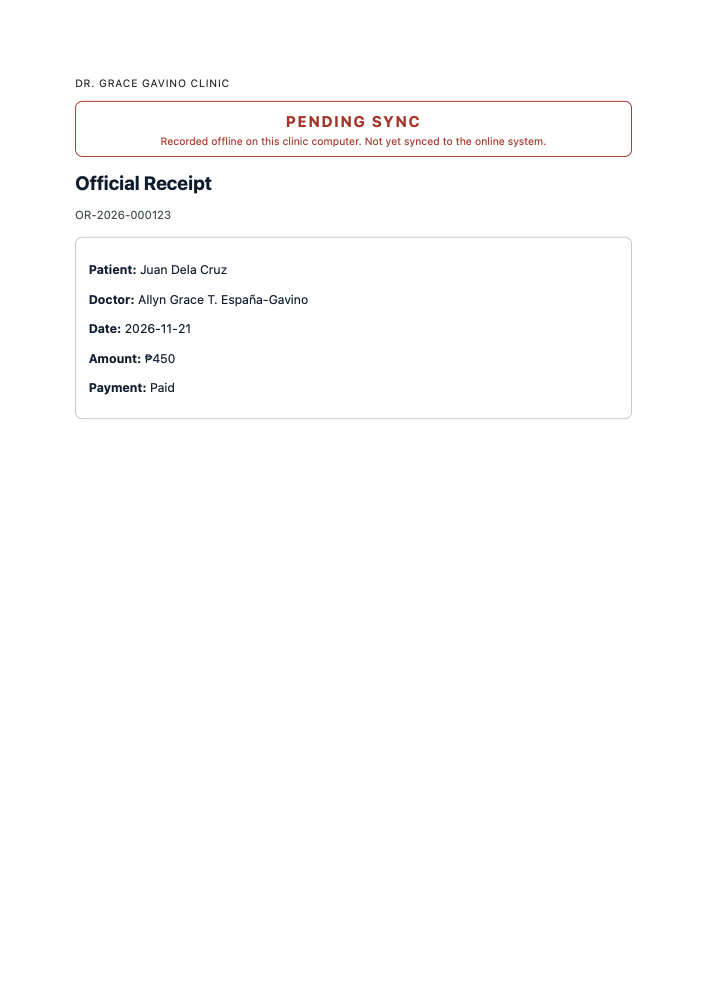 DR. GRACE GAVINO CLINIC
PENDING SYNC
Recorded offline on this clinic computer. Not yet synced to the online system.
Official Receipt
OR-2026-000123
Patient: Juan Dela Cruz
Doctor: Allyn Grace T. España-Gavino
Date: 2026-11-21
Amount: ₱450
Payment: Paid